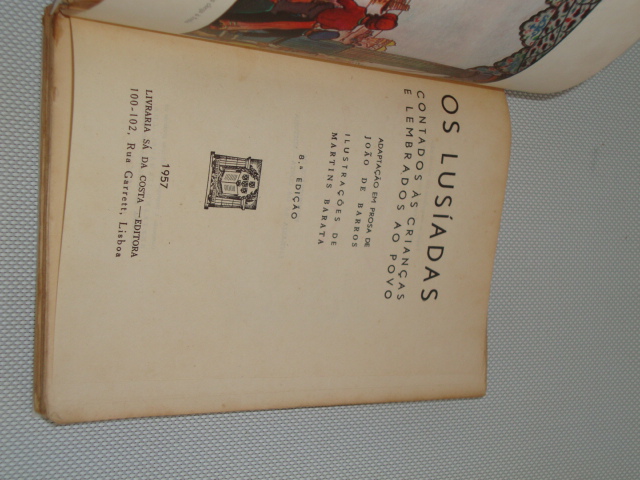 OS LUSÍADAS
CONTADOS ÀS CRIANÇAS
E LEMBRADOS AO POVO
ADAPTAÇÃO EM PROSA DE
JOÃO DE BARROS
ILUSTRAÇÕES DE
MARTINS BARATA
8.ª EDIÇÃO
1957
LIVRARIA SÁ DA COSTA — EDITORA
100-102, Rua Garrett, Lisboa